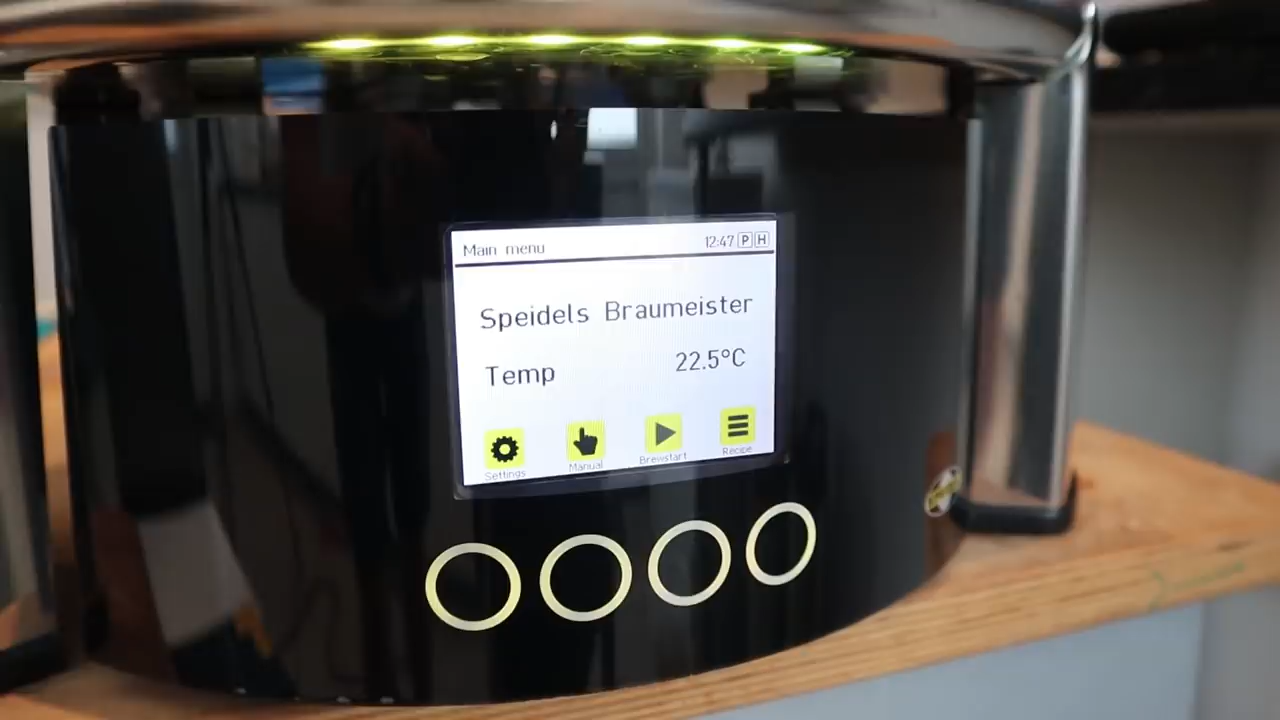 Main menu 12:47 P H
Speidels Braumeister
Temp 22.5°C
Settings Manual Brewstart Recipe